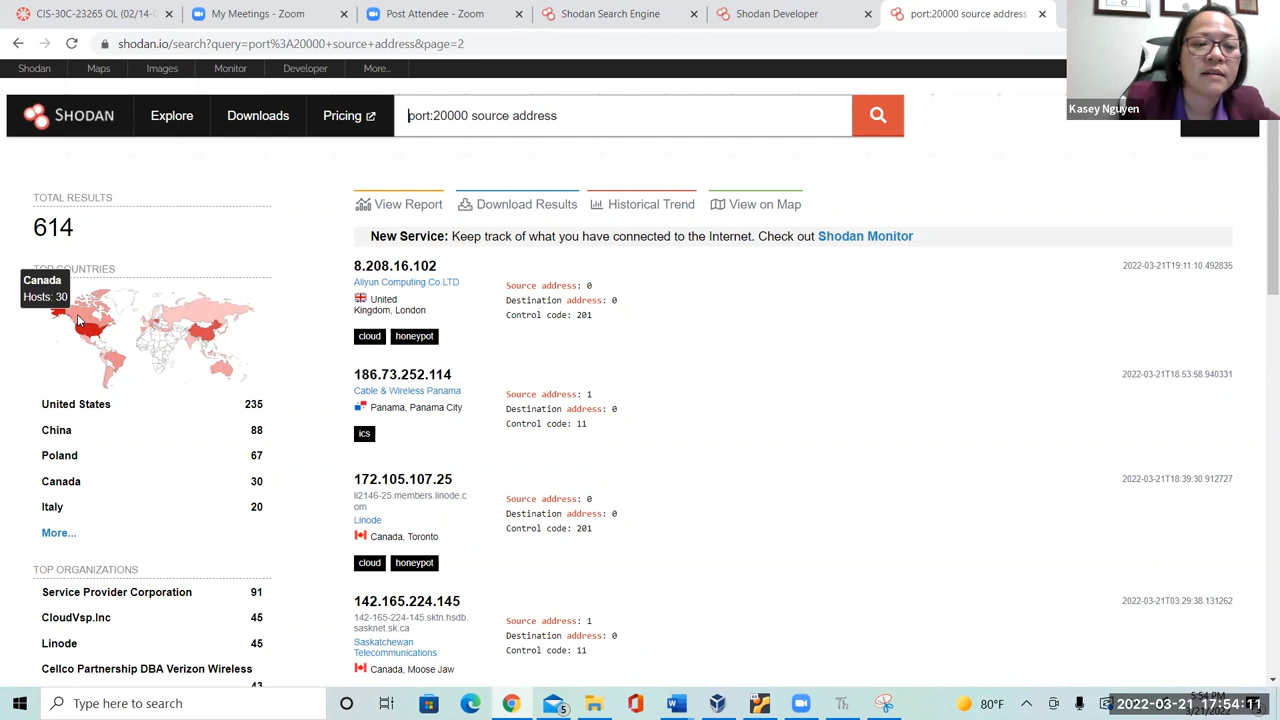 CIS-30C-23265 OL (02/14-
My Meetings - Zoom
Post Attendee - Zoom
Shodan Search Engine
Shodan Developer
port:20000 source address
shodan.io/search?query=port%3A20000+source+address&page=2
Shodan Maps Images Monitor Developer More...
SHODAN Explore Downloads Pricing port:20000 source address
Kasey Nguyen
TOTAL RESULTS
614
TOP COUNTRIES
Canada
Hosts: 30
United States 235
China 88
Poland 67
Canada 30
Italy 20
More...
TOP ORGANIZATIONS
Service Provider Corporation 91
CloudVsp.Inc 45
Linode 45
Cellco Partnership DBA Verizon Wireless
43
View Report Download Results Historical Trend View on Map
New Service: Keep track of what you have connected to the Internet. Check out Shodan Monitor
8.208.16.102 2022-03-21T19:11:10.492835
Aliyun Computing Co.LTD
United
Kingdom, London
cloud honeypot
Source address: 0
Destination address: 0
Control code: 201
186.73.252.114 2022-03-21T18:53:58.940331
Cable & Wireless Panama
Panama, Panama City
ics
Source address: 1
Destination address: 0
Control code: 11
172.105.107.25 2022-03-21T18:39:30.912727
li2146-25.members.linode.c
om
Linode
Canada, Toronto
cloud honeypot
Source address: 0
Destination address: 0
Control code: 201
142.165.224.145 2022-03-21T03:29:38.131262
142-165-224-145.sktn.hsdb.
sasknet.sk.ca
Saskatchewan
Telecommunications
Canada, Moose Jaw
Source address: 1
Destination address: 0
Control code: 11
Type here to search
5
80°F
5:54 PM
2022-03-21 17:54:11
3/21/2022